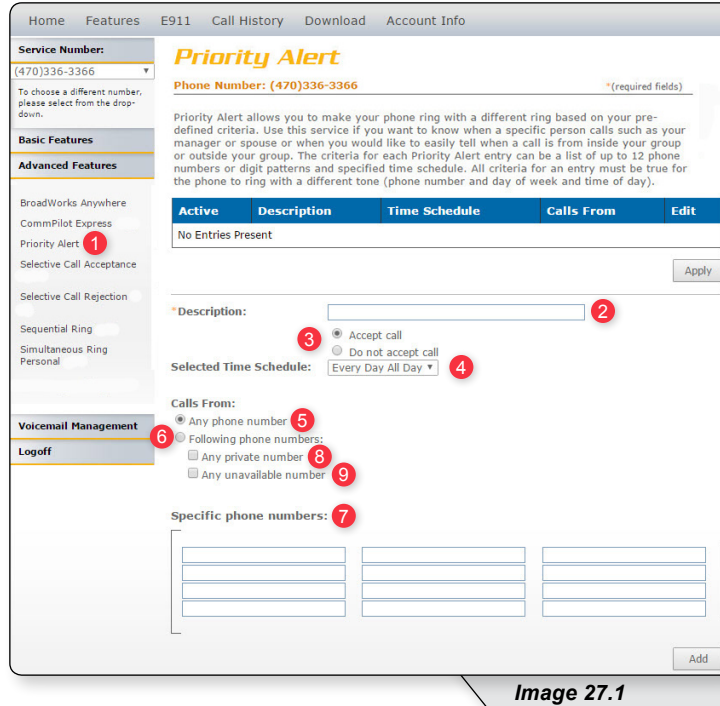 Home Features E911 Call History Download Account Info
Service Number:
(470)336-3366
To choose a different number,
please select from the drop-
down.
Basic Features
Advanced Features
BroadWorks Anywhere
CommPilot Express
Priority Alert 1
Selective Call Acceptance
Selective Call Rejection
Sequential Ring
Simultaneous Ring
Personal
Voicemail Management
Logoff
Priority Alert
Phone Number: (470)336-3366 *(required fields)
Priority Alert allows you to make your phone ring with a different ring based on your pre-
defined criteria. Use this service if you want to know when a specific person calls such as your
manager or spouse or when you would like to easily tell when a call is from inside your group
or outside your group. The criteria for each Priority Alert entry can be a list of up to 12 phone
numbers or digit patterns and specified time schedule. All criteria for an entry must be true for
the phone to ring with a different tone (phone number and day of week and time of day).
Active Description Time Schedule Calls From Edit
No Entries Present
Apply
*Description: 2
3 Accept call
Do not accept call
Selected Time Schedule: Every Day All Day 4
Calls From:
Any phone number 5
6 Following phone numbers:
Any private number 8
Any unavailable number 9
Specific phone numbers: 7
Add
Image 27.1